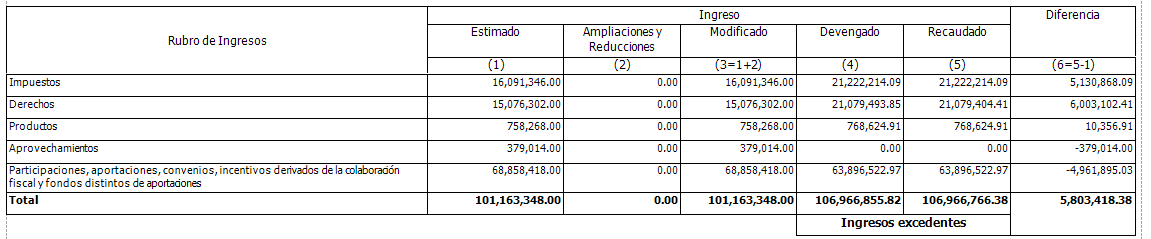 Rubro de Ingresos Ingreso Diferencia
Estimado Ampliaciones y Reducciones Modificado Devengado Recaudado
(1) (2) (3=1+2) (4) (5) (6=5-1)
Impuestos 16,091,346.00 0.00 16,091,346.00 21,222,214.09 21,222,214.09 5,130,868.09
Derechos 15,076,302.00 0.00 15,076,302.00 21,079,493.85 21,079,404.41 6,003,102.41
Productos 758,268.00 0.00 758,268.00 768,624.91 768,624.91 10,356.91
Aprovechamientos 379,014.00 0.00 379,014.00 0.00 0.00 -379,014.00
Participaciones, aportaciones, convenios, incentivos derivados de la colaboración 68,858,418.00 0.00 68,858,418.00 63,896,522.97 63,896,522.97 -4,961,895.03
fiscal y fondos distintos de aportaciones
Total 101,163,348.00 0.00 101,163,348.00 106,966,855.82 106,966,766.38 5,803,418.38
Ingresos excedentes